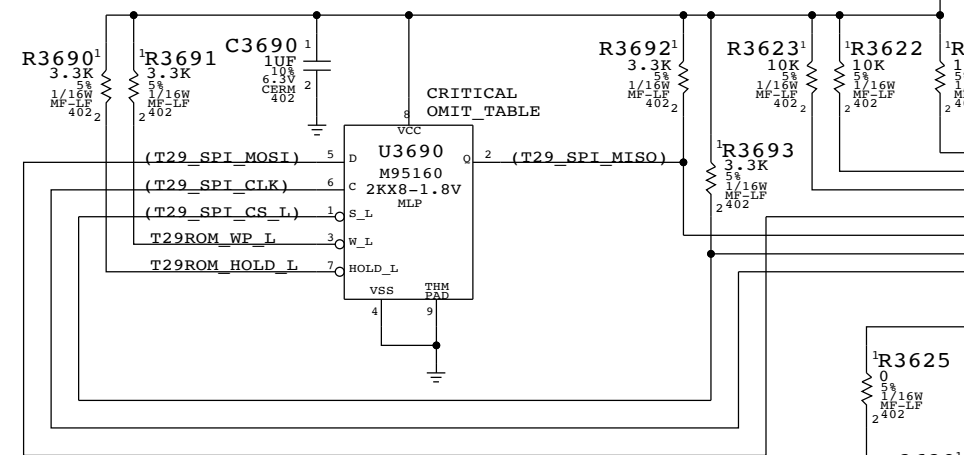 R3690
1
3.3K
5%
1/16W
MF-LF
402
2
1
R3691
3.3K
5%
1/16W
MF-LF
402
2
C3690
1
1UF
10%
6.3V
CERM
402
2
CRITICAL
OMIT_TABLE
8
VCC
U3690
M95160
2KX8-1.8V
MLP
(T29_SPI_MOSI)
5
D
(T29_SPI_CLK)
6
C
(T29_SPI_CS_L)
1
S_L
T29ROM_WP_L
3
W_L
T29ROM_HOLD_L
7
HOLD_L
Q
2
(T29_SPI_MISO)
VSS
THM
PAD
4
9
R3692
1
3.3K
5%
1/16W
MF-LF
402
2
1
R3693
3.3K
5%
1/16W
MF-LF
402
2
R3623
1
10K
5%
1/16W
MF-LF
402
2
1
R3622
10K
5%
1/16W
MF-LF
402
2
1
R
1
2
1
R3625
0
5%
1/16W
MF-LF
402
2